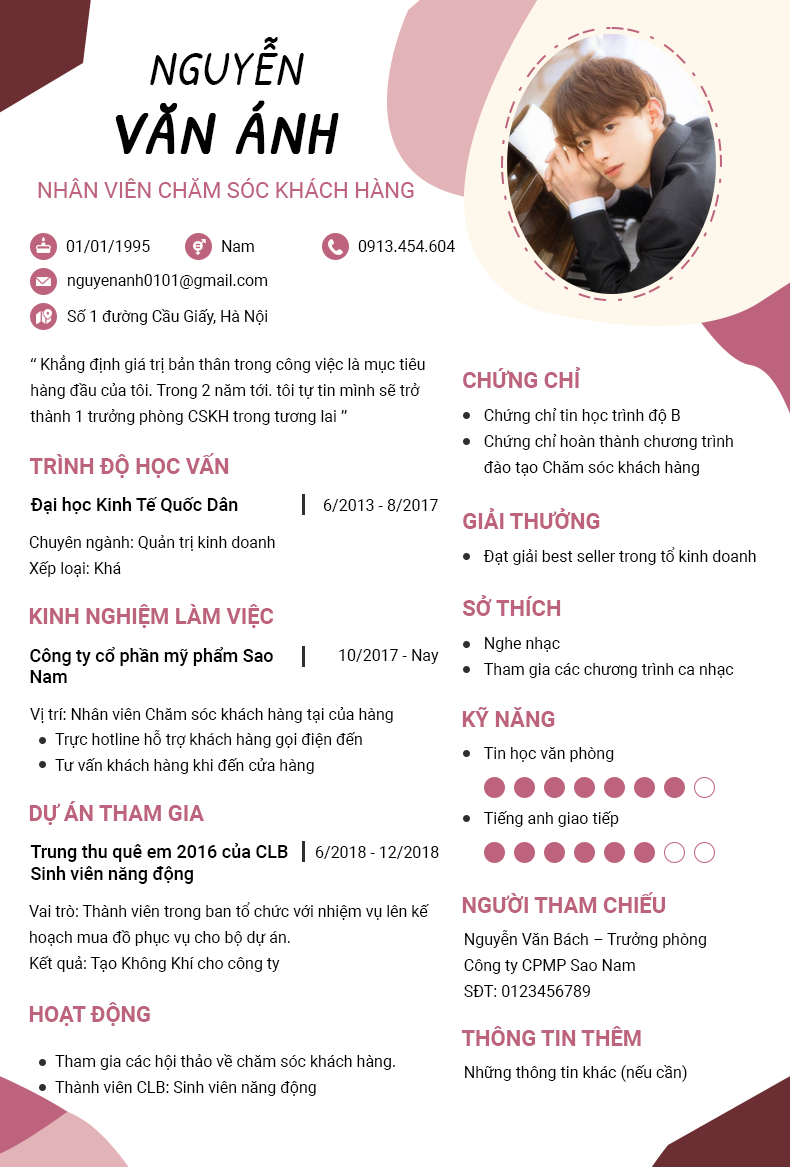 NGUYỄN
VĂN ÁNH
NHÂN VIÊN CHĂM SÓC KHÁCH HÀNG
01/01/1995 Nam 0913.454.604
nguyenanh0101@gmail.com
Số 1 đường Cầu Giấy, Hà Nội
“ Khẳng định giá trị bản thân trong công việc là mục tiêu
hàng đầu của tôi. Trong 2 năm tới. tôi tự tin mình sẽ trở
thành 1 trưởng phòng CSKH trong tương lai ”
TRÌNH ĐỘ HỌC VẤN
Đại học Kinh Tế Quốc Dân 6/2013 - 8/2017
Chuyên ngành: Quản trị kinh doanh
Xếp loại: Khá
KINH NGHIỆM LÀM VIỆC
Công ty cổ phần mỹ phẩm Sao 10/2017 - Nay
Nam
Vị trí: Nhân viên Chăm sóc khách hàng tại của hàng
• Trực hotline hỗ trợ khách hàng gọi điện đến
• Tư vấn khách hàng khi đến cửa hàng
DỰ ÁN THAM GIA
Trung thu quê em 2016 của CLB 6/2018 - 12/2018
Sinh viên năng động
Vai trò: Thành viên trong ban tổ chức với nhiệm vụ lên kế
hoạch mua đồ phục vụ cho bộ dự án.
Kết quả: Tạo Không Khí cho công ty
HOẠT ĐỘNG
• Tham gia các hội thảo về chăm sóc khách hàng.
• Thành viên CLB: Sinh viên năng động
CHỨNG CHỈ
• Chứng chỉ tin học trình độ B
• Chứng chỉ hoàn thành chương trình
đào tạo Chăm sóc khách hàng
GIẢI THƯỞNG
• Đạt giải best seller trong tổ kinh doanh
SỞ THÍCH
• Nghe nhạc
• Tham gia các chương trình ca nhạc
KỸ NĂNG
• Tin học văn phòng
• Tiếng anh giao tiếp
NGƯỜI THAM CHIẾU
Nguyễn Văn Bách – Trưởng phòng
Công ty CPMP Sao Nam
SĐT: 0123456789
THÔNG TIN THÊM
Những thông tin khác (nếu cần)